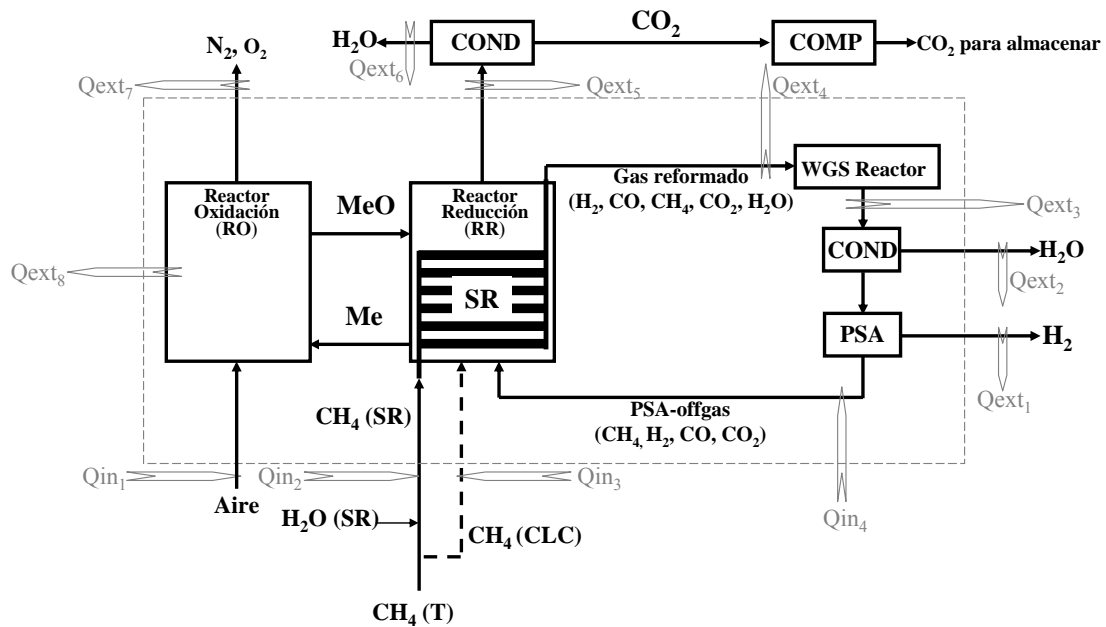 N₂, O₂
H₂O
COND
CO₂
COMP
CO₂ para almacenar
Qext₇
Qext₆
Qext₅
Qext₄
Reactor
Oxidación
(RO)
MeO
Reactor
Reducción
(RR)
Gas reformado
(H₂, CO, CH₄, CO₂, H₂O)
WGS Reactor
Qext₃
Qext₈
COND
H₂O
Qext₂
SR
Me
PSA
H₂
Qext₁
CH₄ (SR)
PSA-offgas
(CH₄, H₂, CO, CO₂)
Qin₁
Qin₂
Qin₃
Qin₄
Aire
H₂O (SR)
CH₄ (CLC)
CH₄ (T)